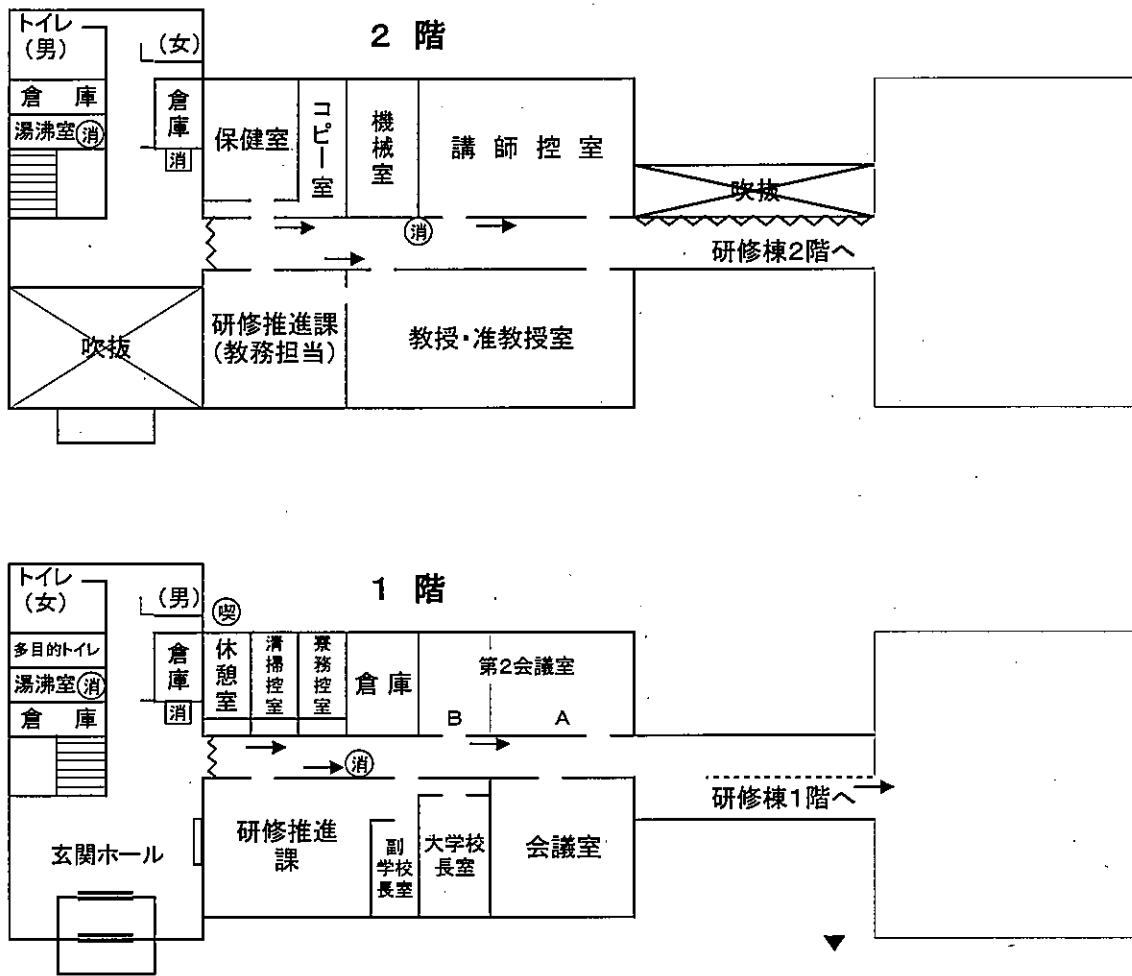 2 階
トイレ
(男)
(女)
倉 庫
湯沸室 消
倉庫
消
保健室
コピー室
機械室
講 師 控 室
吹抜
消
研修棟2階へ
吹抜
研修推進課
(教務担当)
教授・准教授室
1 階
トイレ
(女)
(男)
喫
多目的トイレ
湯沸室 消
倉 庫
倉庫
消
休憩室
清掃控室
寮務控室
倉 庫
第2会議室
B
A
消
研修棟1階へ
玄関ホール
研修推進
課
副
学校
長室
大学校
長室
会議室